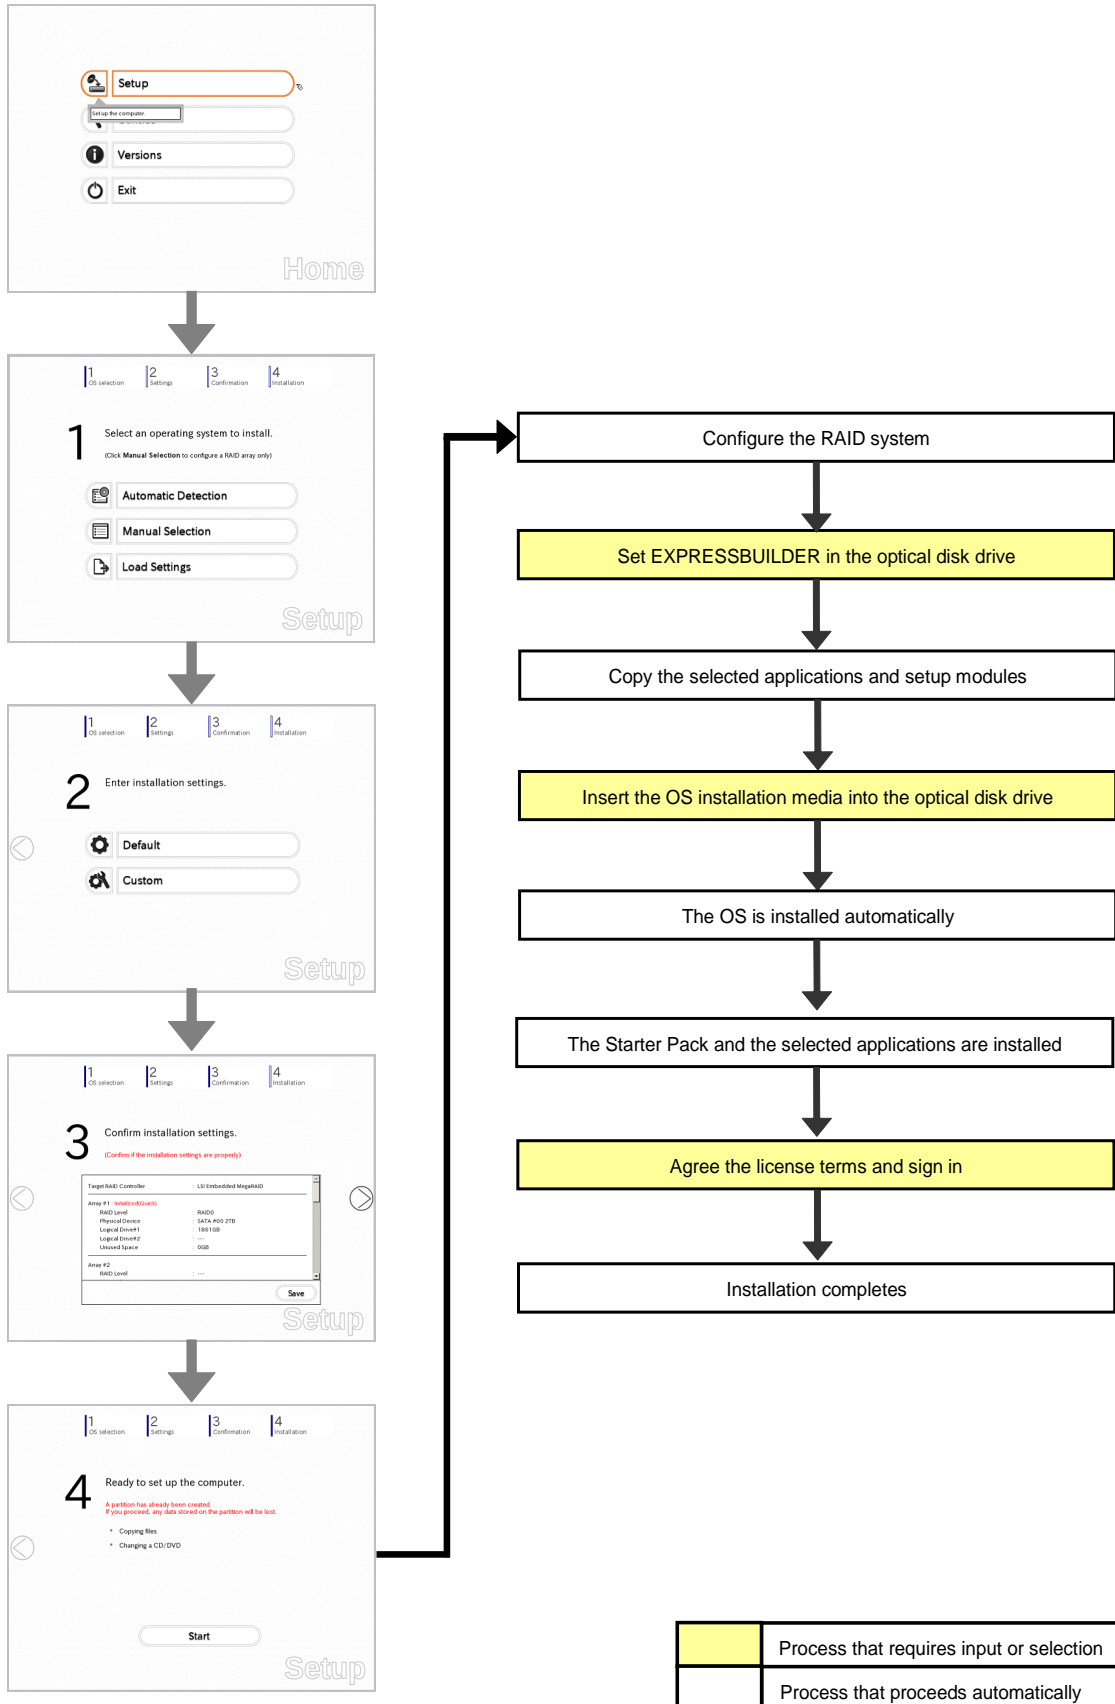 Setup
Set up the computer.
Versions
Exit
Home
1 OS selection
2 Settings
3 Confirmation
4 Installation
1
Select an operating system to install.
(Click Manual Selection to configure a RAID array only)
Automatic Detection
Manual Selection
Load Settings
Setup
1 OS selection
2 Settings
3 Confirmation
4 Installation
2
Enter installation settings.
Default
Custom
Setup
1 OS selection
2 Settings
3 Confirmation
4 Installation
3
Confirm installation settings.
(Confirm if the installation settings are properly)
Target RAID Controller : LSI Embedded MegaRAID
Array #1 : Initialized(Quick)
RAID Level : RAID0
Physical Device : SATA #00 2TB
Logical Drive#1 : 1861GB
Logical Drive#2 : ---
Unused Space : 0GB
Array #2
RAID Level : ---
Save
Setup
1 OS selection
2 Settings
3 Confirmation
4 Installation
4
Ready to set up the computer.
A partition has already been created.
If you proceed, any data stored on the partition will be lost.
* Copying files
* Changing a CD/DVD
Start
Setup
Configure the RAID system
Set EXPRESSBUILDER in the optical disk drive
Copy the selected applications and setup modules
Insert the OS installation media into the optical disk drive
The OS is installed automatically
The Starter Pack and the selected applications are installed
Agree the license terms and sign in
Installation completes
Process that requires input or selection
Process that proceeds automatically